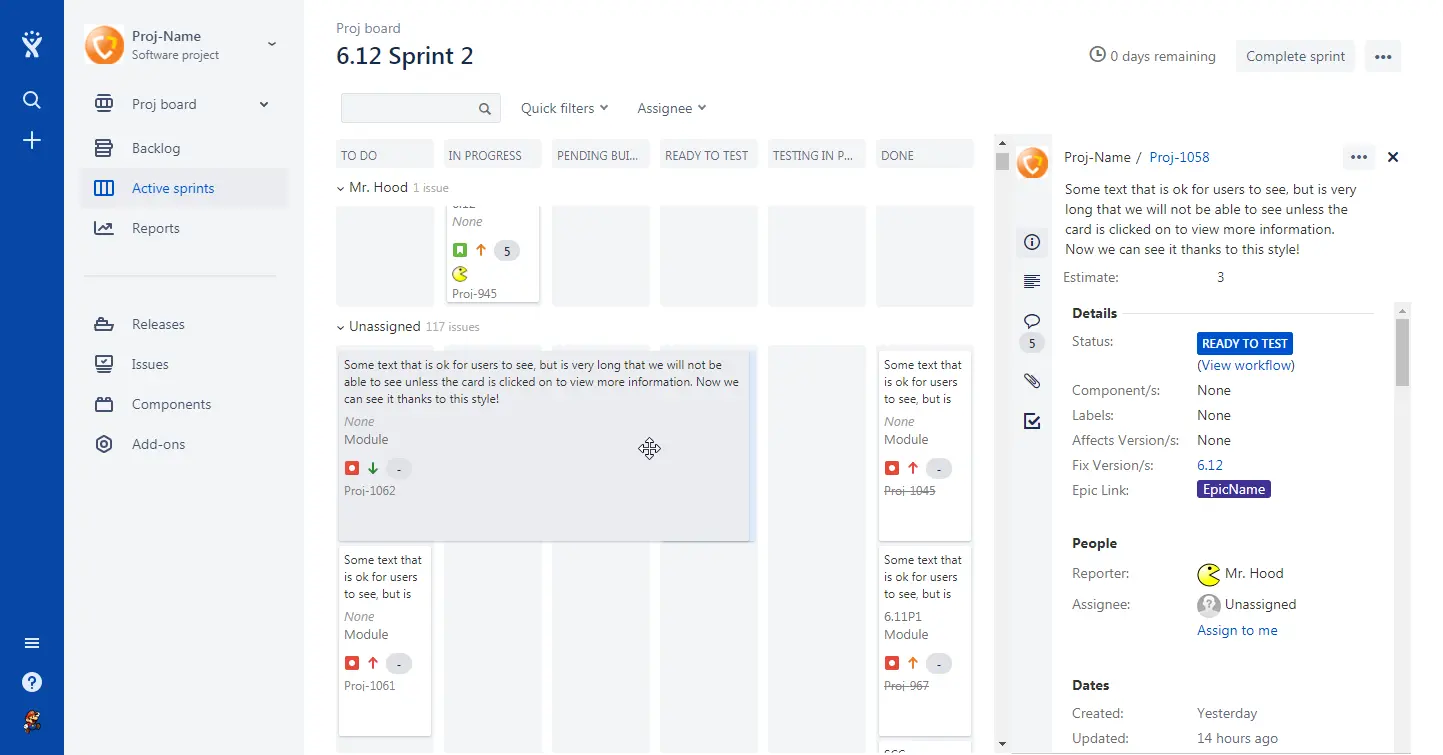 Proj-Name
Software project
Proj board
Backlog
Active sprints
Reports
Releases
Issues
Components
Add-ons
Proj board
6.12 Sprint 2
0 days remaining
Complete sprint
Quick filters
Assignee
TO DO
IN PROGRESS
PENDING BUI...
READY TO TEST
TESTING IN P...
DONE
Mr. Hood 1 issue
None
5
Proj-945
Unassigned 117 issues
Some text that is ok for users to see, but is very long that we will not be
able to see unless the card is clicked on to view more information. Now we
can see it thanks to this style!
None
Module
-
Proj-1062
Some text that
is ok for users
to see, but is
None
Module
-
Proj-1045
Some text that
is ok for users
to see, but is
None
Module
-
Proj-1061
Some text that
is ok for users
to see, but is
6.11P1
Module
-
Proj-967
Proj-Name / Proj-1058
Some text that is ok for users to see, but is very
long that we will not be able to see unless the
card is clicked on to view more information.
Now we can see it thanks to this style!
Estimate: 3
5
Details
Status: READY TO TEST
(View workflow)
Component/s: None
Labels: None
Affects Version/s: None
Fix Version/s: 6.12
Epic Link: EpicName
People
Reporter: Mr. Hood
Assignee: Unassigned
Assign to me
Dates
Created: Yesterday
Updated: 14 hours ago